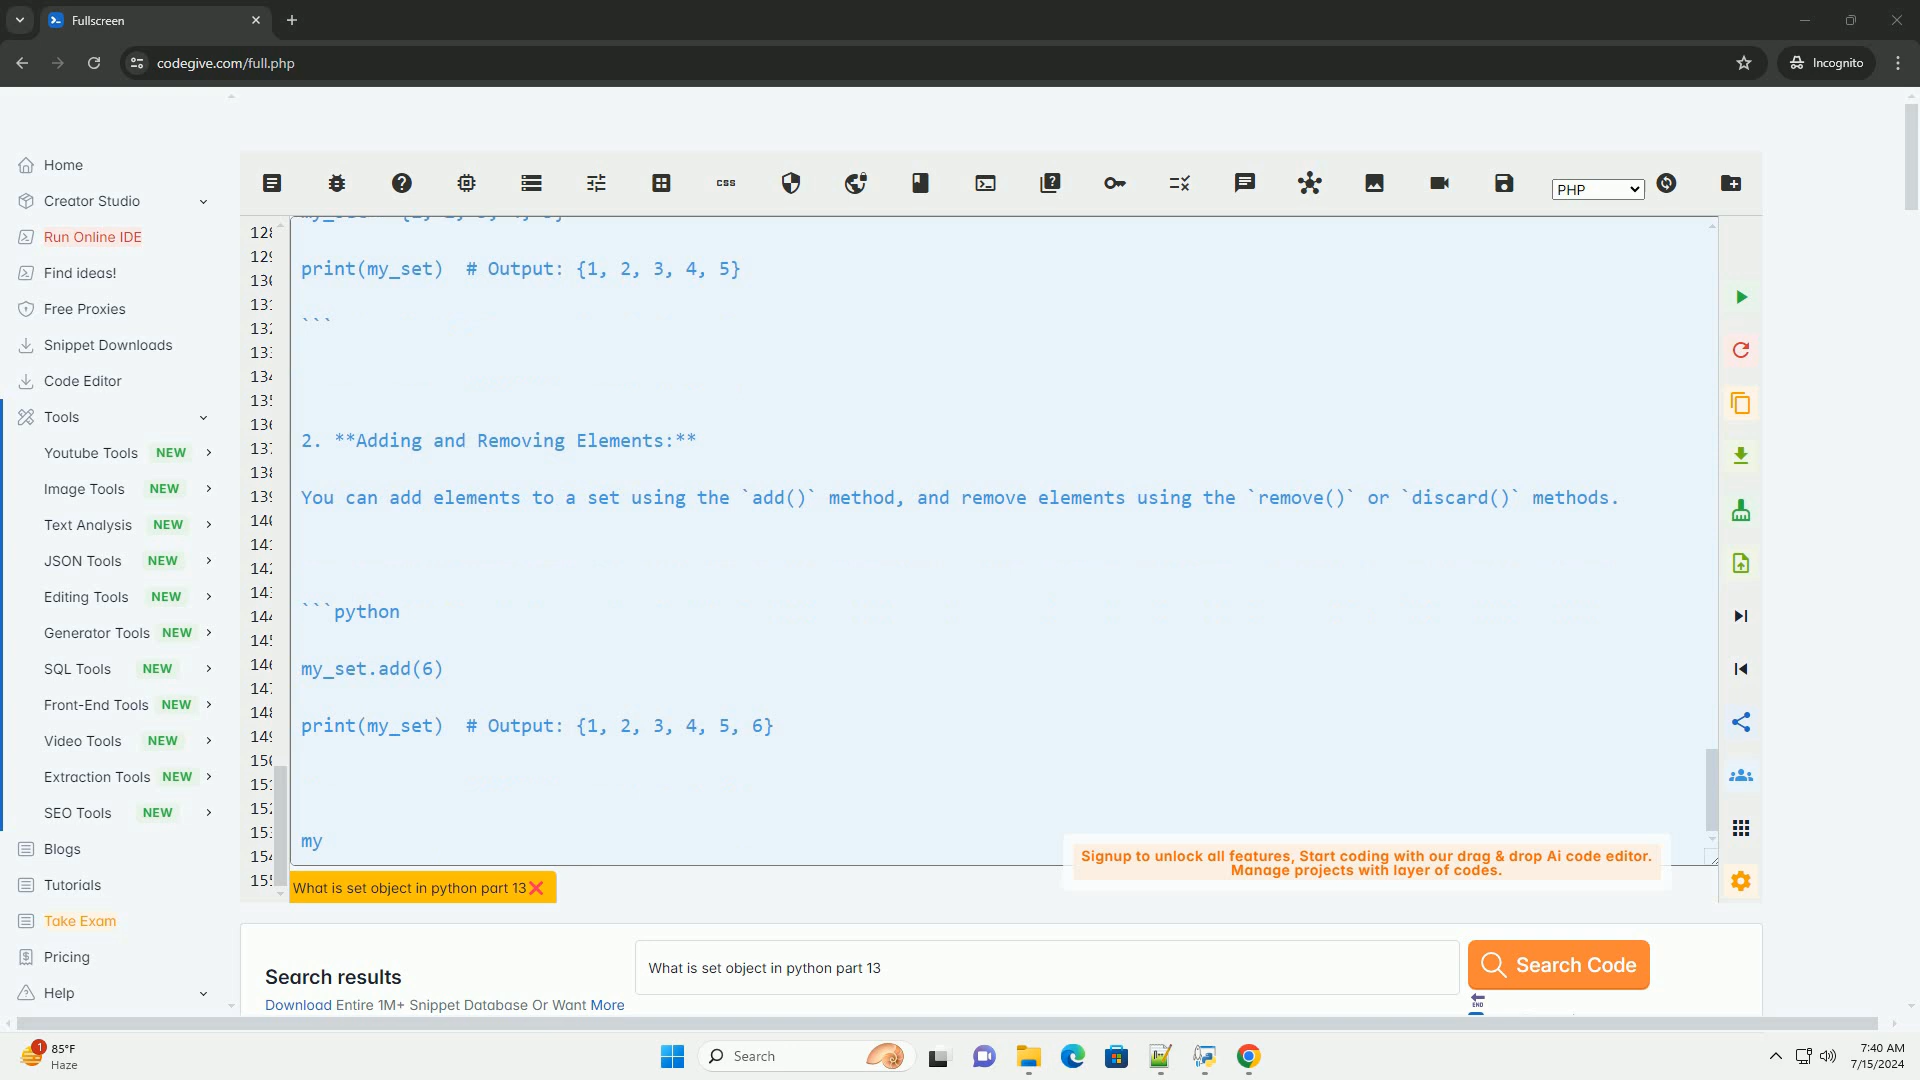 Fullscreen
codegive.com/full.php
Incognito
Home
Creator Studio
Run Online IDE
Find ideas!
Free Proxies
Snippet Downloads
Code Editor
Tools
Youtube Tools NEW
Image Tools NEW
Text Analysis NEW
JSON Tools NEW
Editing Tools NEW
Generator Tools NEW
SQL Tools NEW
Front-End Tools NEW
Video Tools NEW
Extraction Tools NEW
SEO Tools NEW
Blogs
Tutorials
Take Exam
Pricing
Help
css
PHP
print(my_set)  # Output: {1, 2, 3, 4, 5}
```
2. **Adding and Removing Elements:**
You can add elements to a set using the `add()` method, and remove elements using the `remove()` or `discard()` methods.
```python
my_set.add(6)
print(my_set)  # Output: {1, 2, 3, 4, 5, 6}
my
Signup to unlock all features, Start coding with our drag & drop Ai code editor.
Manage projects with layer of codes.
What is set object in python part 13
Search results
Download Entire 1M+ Snippet Database Or Want More
What is set object in python part 13
Search Code
END
1
85°F
Haze
Search
7:40 AM
7/15/2024